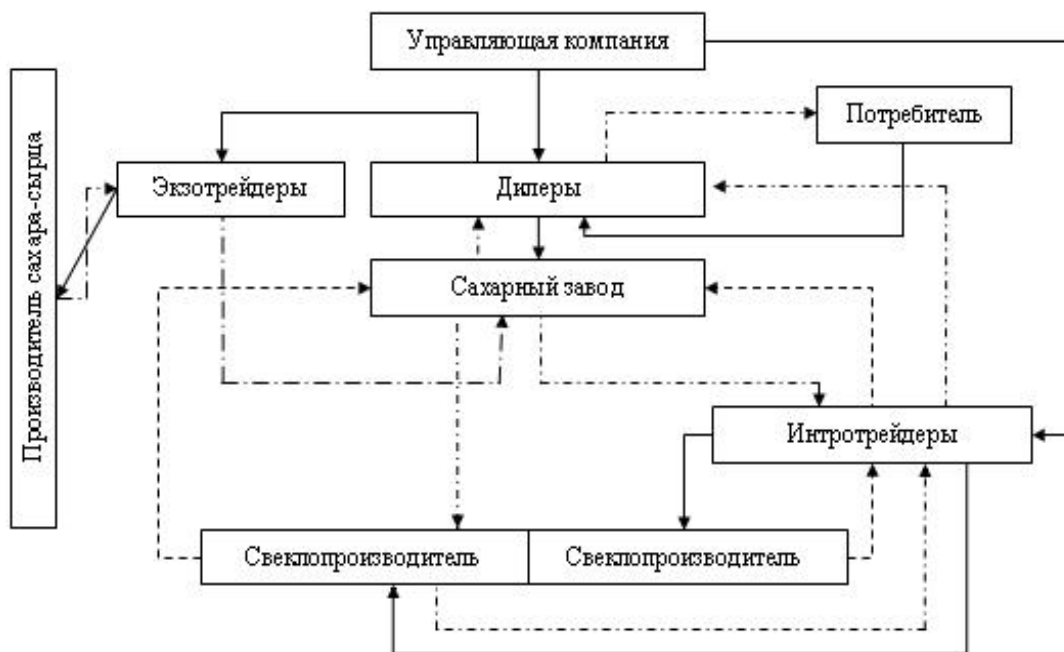 Управляющая компания
Потребитель
Экзотрейдеры
Дилеры
Производитель сахара-сырца
Сахарный завод
Интротрейдеры
Свеклопроизводитель
Свеклопроизводитель